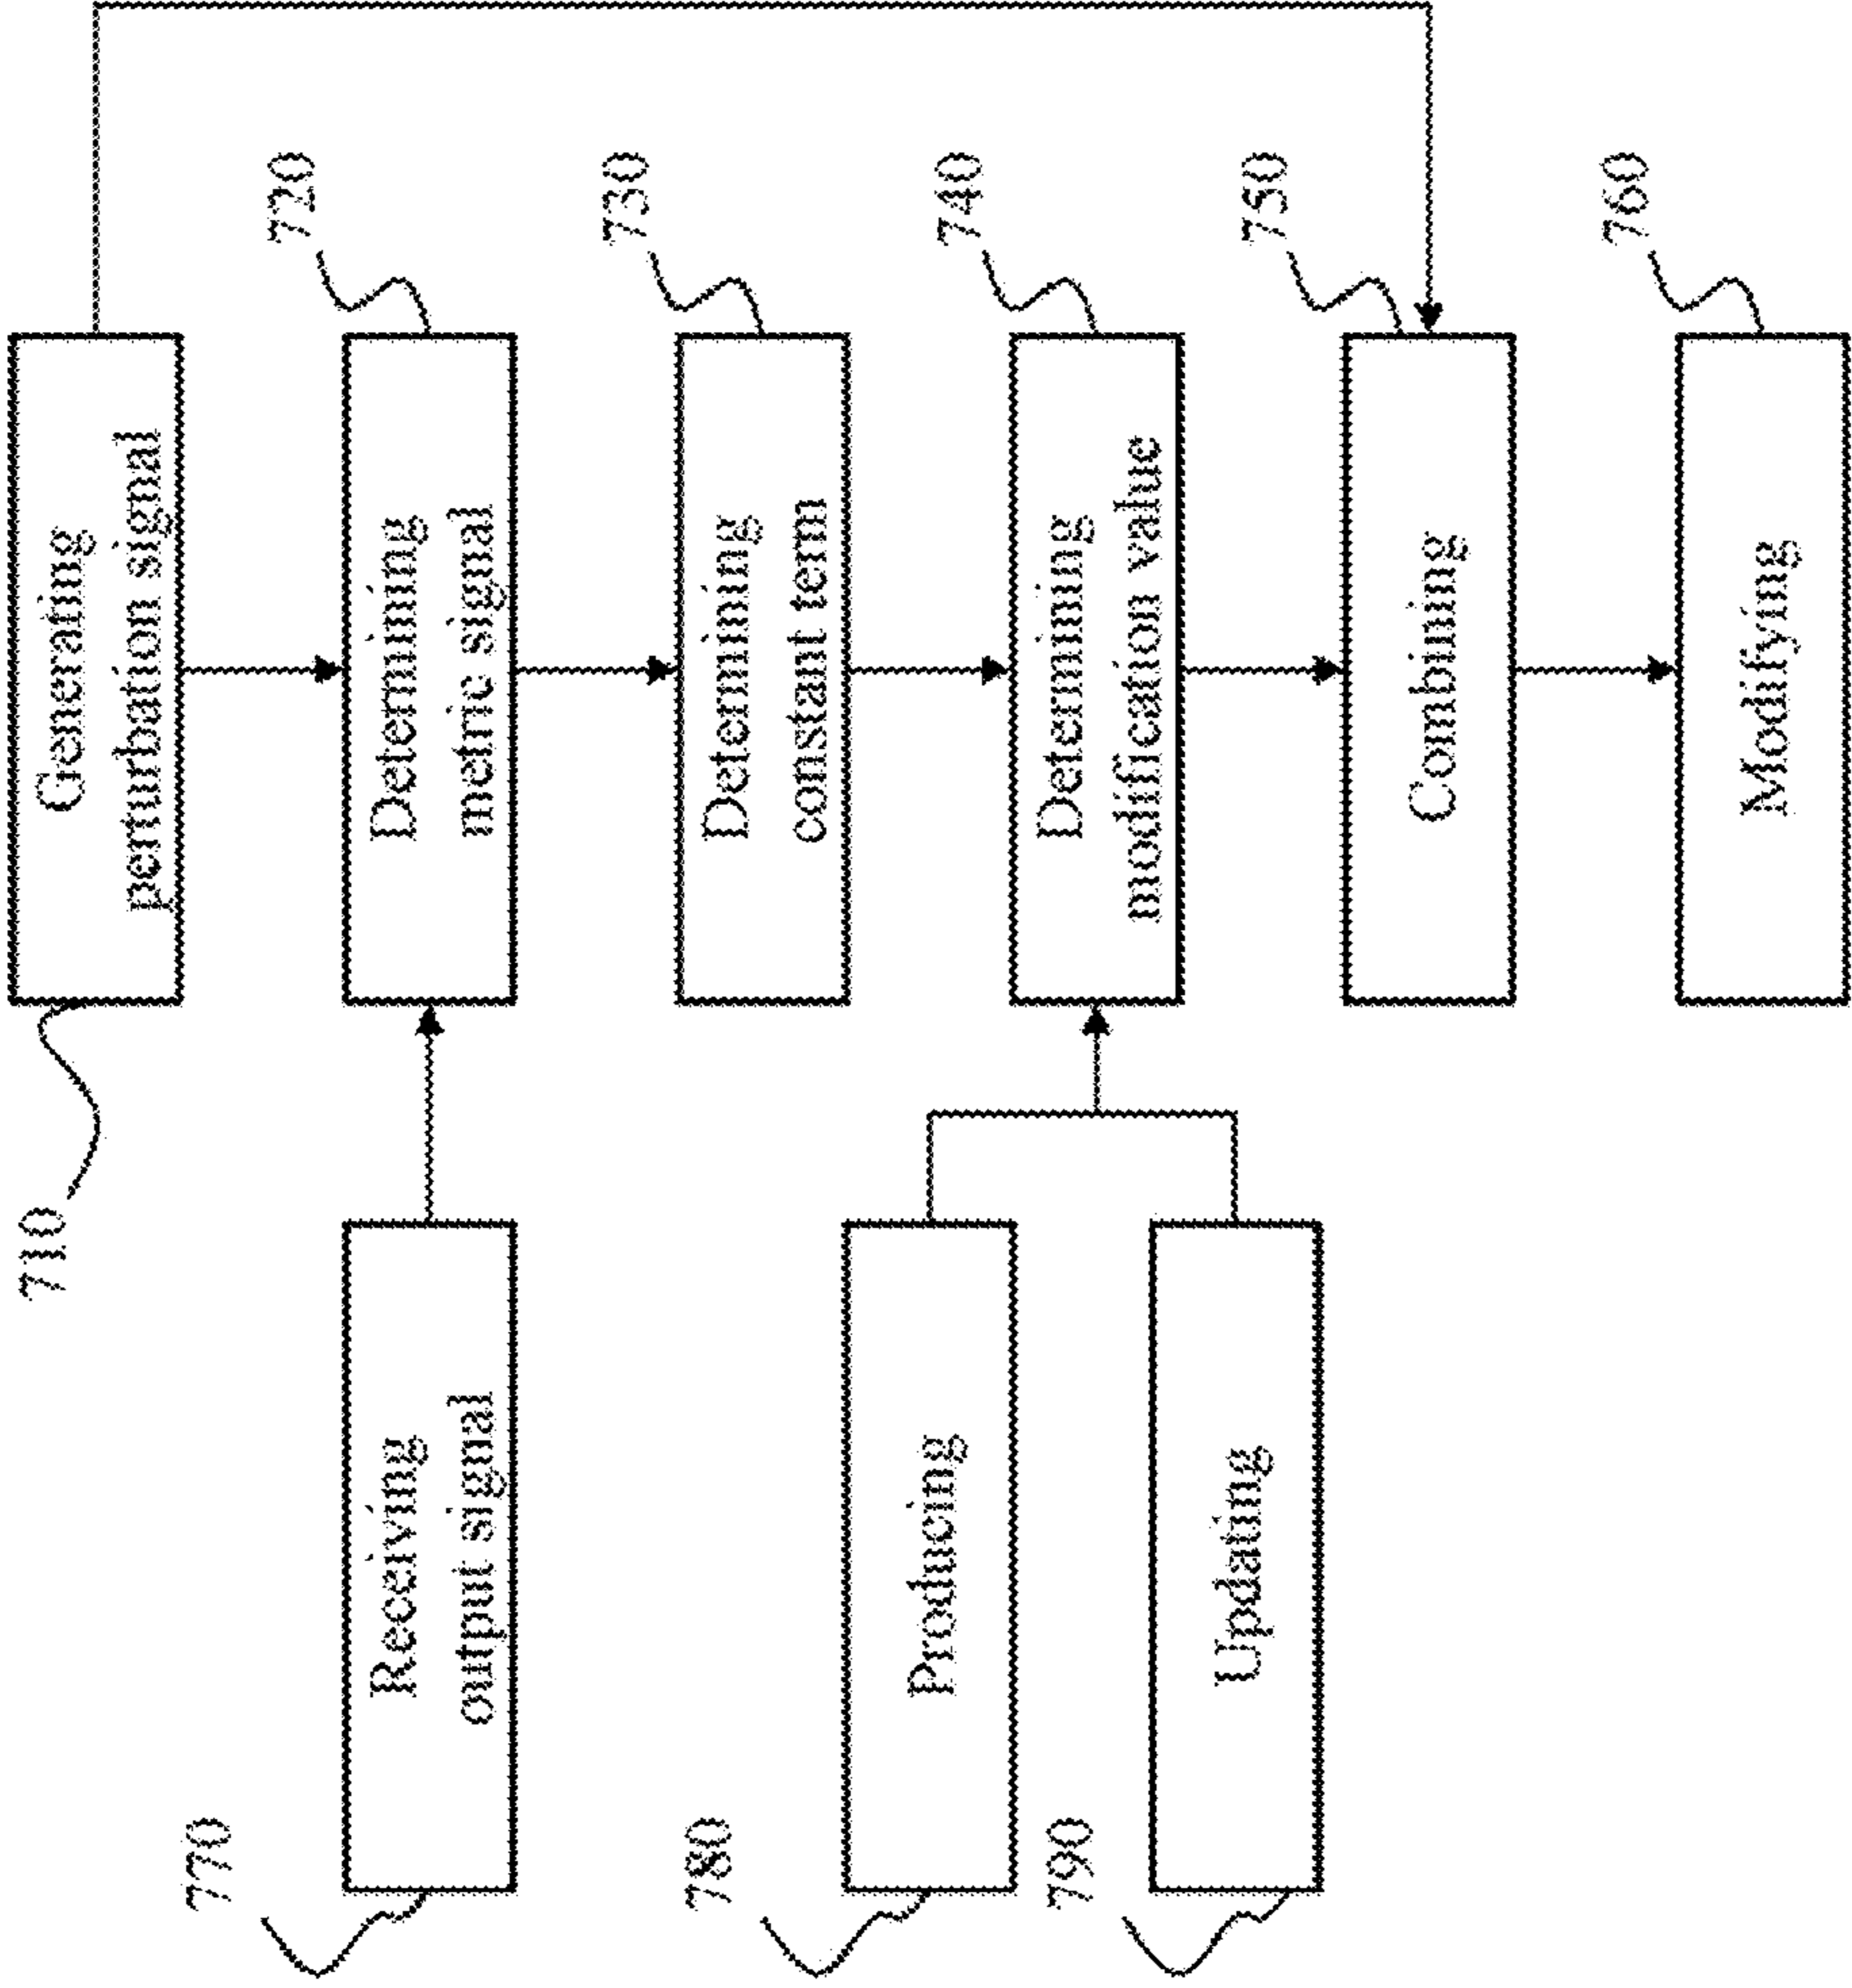 710
Generating
perturbation signal
720
Determining
metric signal
730
Determining
constant term
740
Determining
modification value
750
Combining
760
Modifying
770
Receiving
output signal
780
Producing
790
Updating